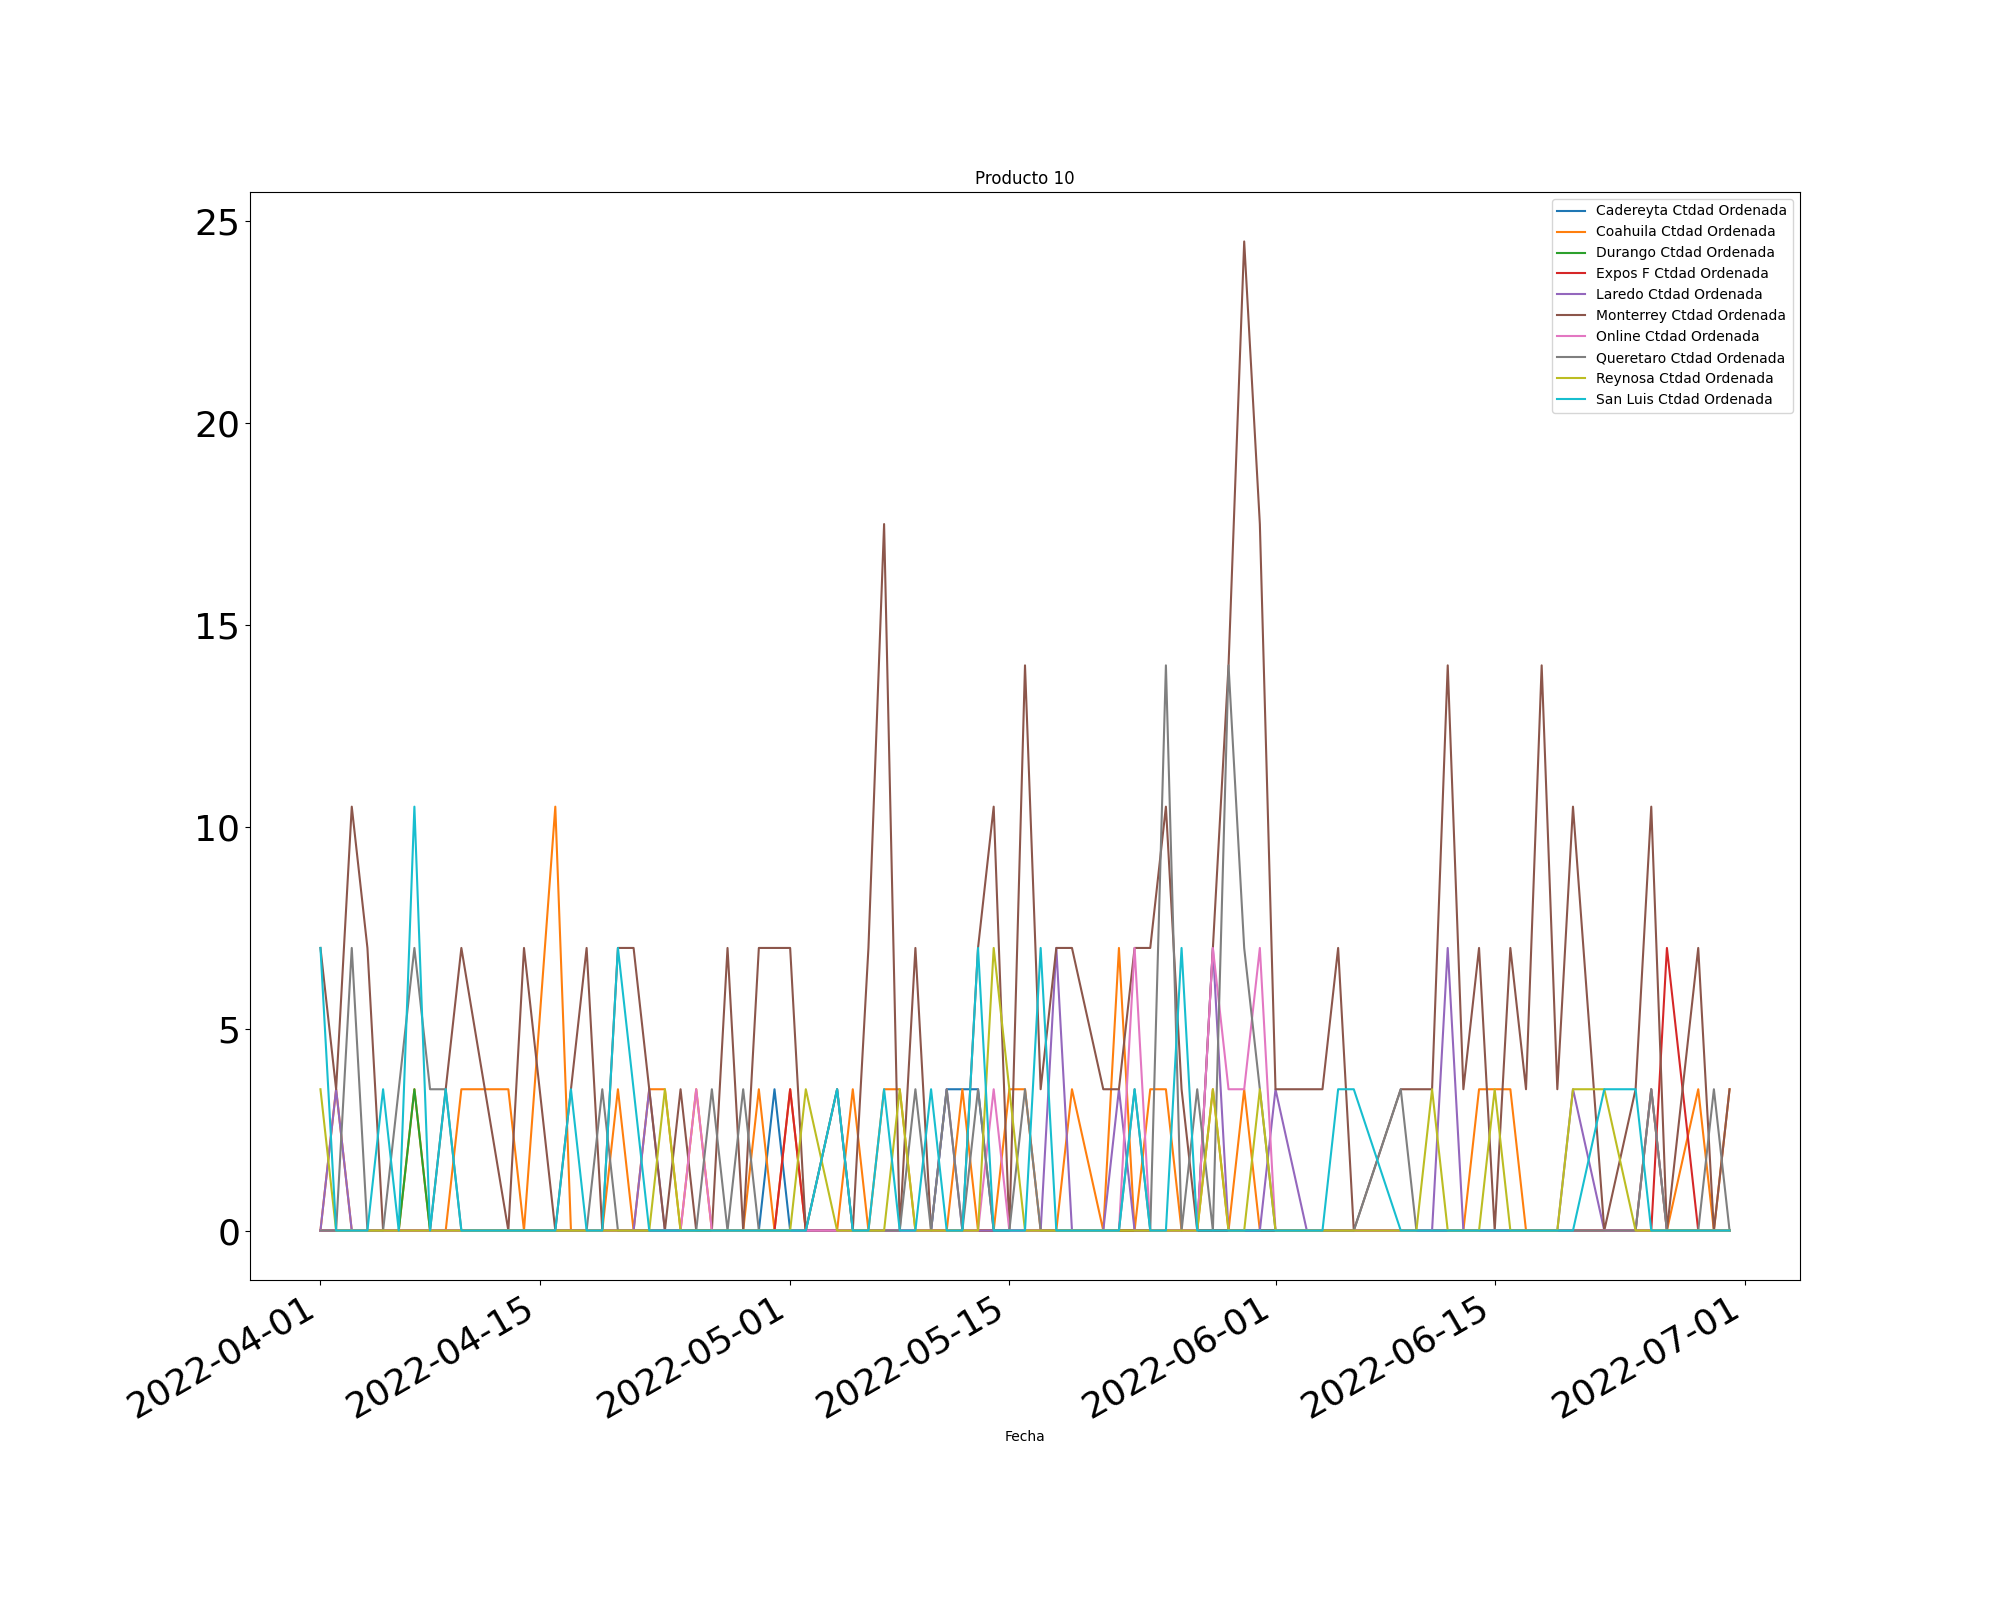 Producto 10
25
20
15
10
5
0
Cadereyta Ctdad Ordenada
Coahuila Ctdad Ordenada
Durango Ctdad Ordenada
Expos F Ctdad Ordenada
Laredo Ctdad Ordenada
Monterrey Ctdad Ordenada
Online Ctdad Ordenada
Queretaro Ctdad Ordenada
Reynosa Ctdad Ordenada
San Luis Ctdad Ordenada
2022-04-01
2022-04-15
2022-05-01
2022-05-15
2022-06-01
2022-06-15
2022-07-01
Fecha